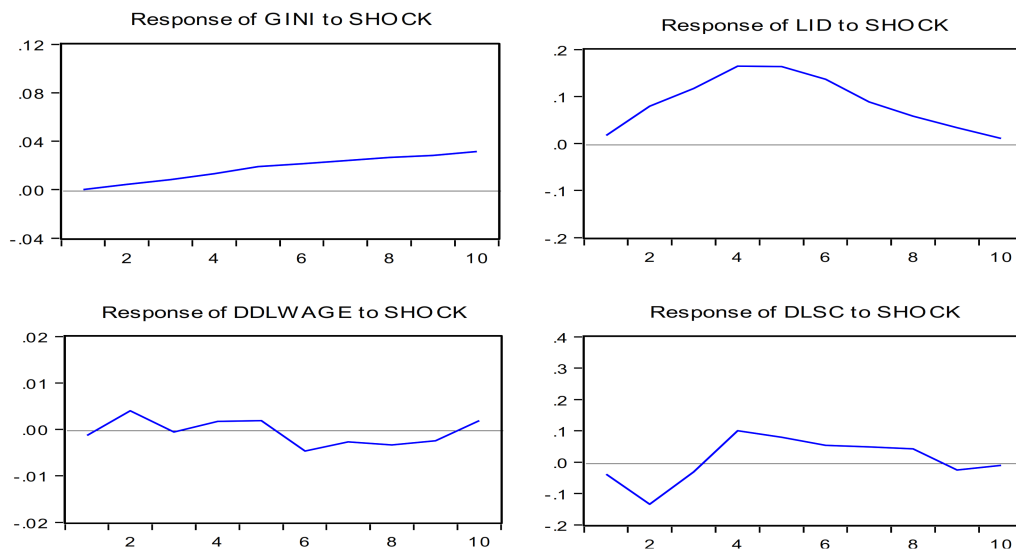 Response of GINI to SHOCK
.12
.08
.04
.00
-.04
2 4 6 8 10
Response of LID to SHOCK
.2
.1
.0
-.1
-.2
2 4 6 8 10
Response of DDLWAGE to SHOCK
.02
.01
.00
-.01
-.02
2 4 6 8 10
Response of DLSC to SHOCK
.4
.3
.2
.1
.0
-.1
-.2
2 4 6 8 10